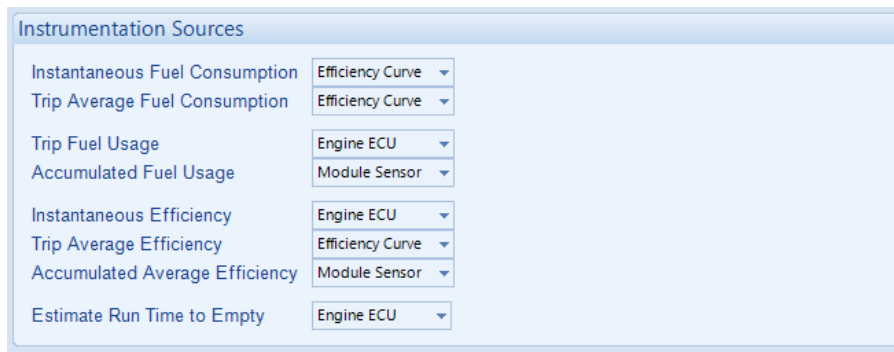 Instrumentation Sources
Instantaneous Fuel Consumption Efficiency Curve
Trip Average Fuel Consumption Efficiency Curve
Trip Fuel Usage Engine ECU
Accumulated Fuel Usage Module Sensor
Instantaneous Efficiency Engine ECU
Trip Average Efficiency Efficiency Curve
Accumulated Average Efficiency Module Sensor
Estimate Run Time to Empty Engine ECU